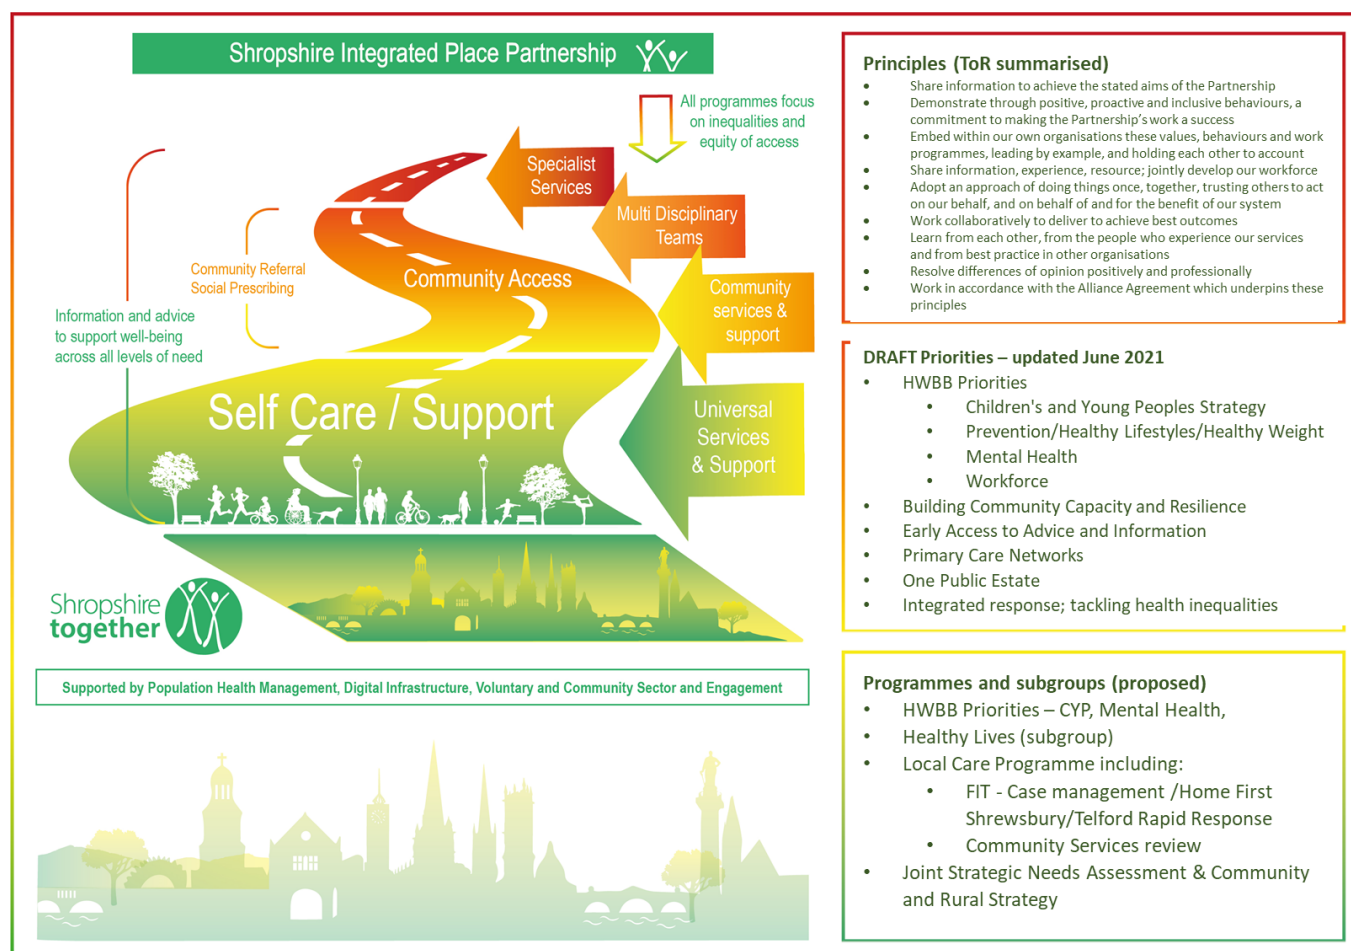 Shropshire Integrated Place Partnership
All programmes focus
on inequalities and
equity of access
Specialist
Services
Multi Disciplinary
Teams
Community Access
Community
services &
support
Community Referral
Social Prescribing
Information and advice
to support well-being
across all levels of need
Self Care / Support
Universal
Services
& Support
Shropshire
together
Supported by Population Health Management, Digital Infrastructure, Voluntary and Community Sector and Engagement
Principles (ToR summarised)
• Share information to achieve the stated aims of the Partnership
• Demonstrate through positive, proactive and inclusive behaviours, a
commitment to making the Partnership's work a success
• Embed within our own organisations these values, behaviours and work
programmes, leading by example, and holding each other to account
• Share information, experience, resource; jointly develop our workforce
• Adopt an approach of doing things once, together, trusting others to act
on our behalf, and on behalf of and for the benefit of our system
• Work collaboratively to deliver to achieve best outcomes
• Learn from each other, from the people who experience our services
and from best practice in other organisations
• Resolve differences of opinion positively and professionally
• Work in accordance with the Alliance Agreement which underpins these
principles
DRAFT Priorities – updated June 2021
• HWBB Priorities
• Children's and Young Peoples Strategy
• Prevention/Healthy Lifestyles/Healthy Weight
• Mental Health
• Workforce
• Building Community Capacity and Resilience
• Early Access to Advice and Information
• Primary Care Networks
• One Public Estate
• Integrated response; tackling health inequalities
Programmes and subgroups (proposed)
• HWBB Priorities – CYP, Mental Health,
• Healthy Lives (subgroup)
• Local Care Programme including:
• FIT - Case management /Home First
Shrewsbury/Telford Rapid Response
• Community Services review
• Joint Strategic Needs Assessment & Community
and Rural Strategy